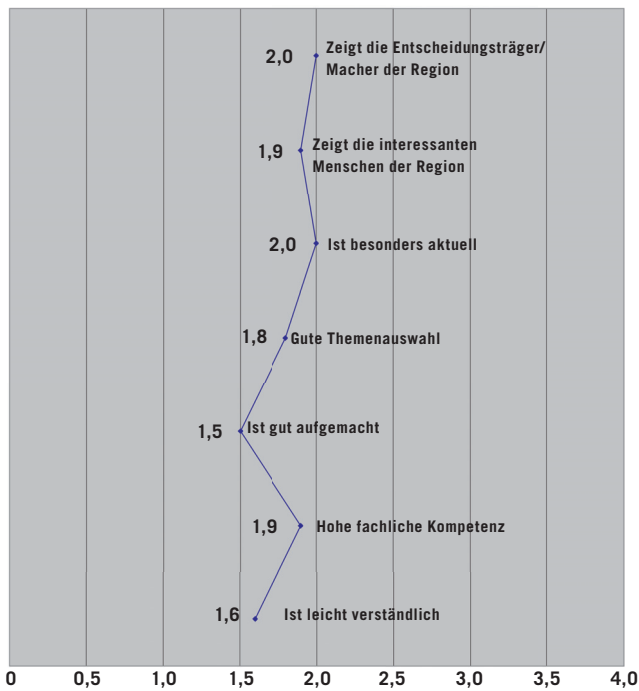 2,0 Zeigt die Entscheidungsträger/
Macher der Region
1,9 Zeigt die interessanten
Menschen der Region
2,0 Ist besonders aktuell
1,8 Gute Themenauswahl
1,5 Ist gut aufgemacht
1,9 Hohe fachliche Kompetenz
1,6 Ist leicht verständlich
0 0,5 1,0 1,5 2,0 2,5 3,0 3,5 4,0